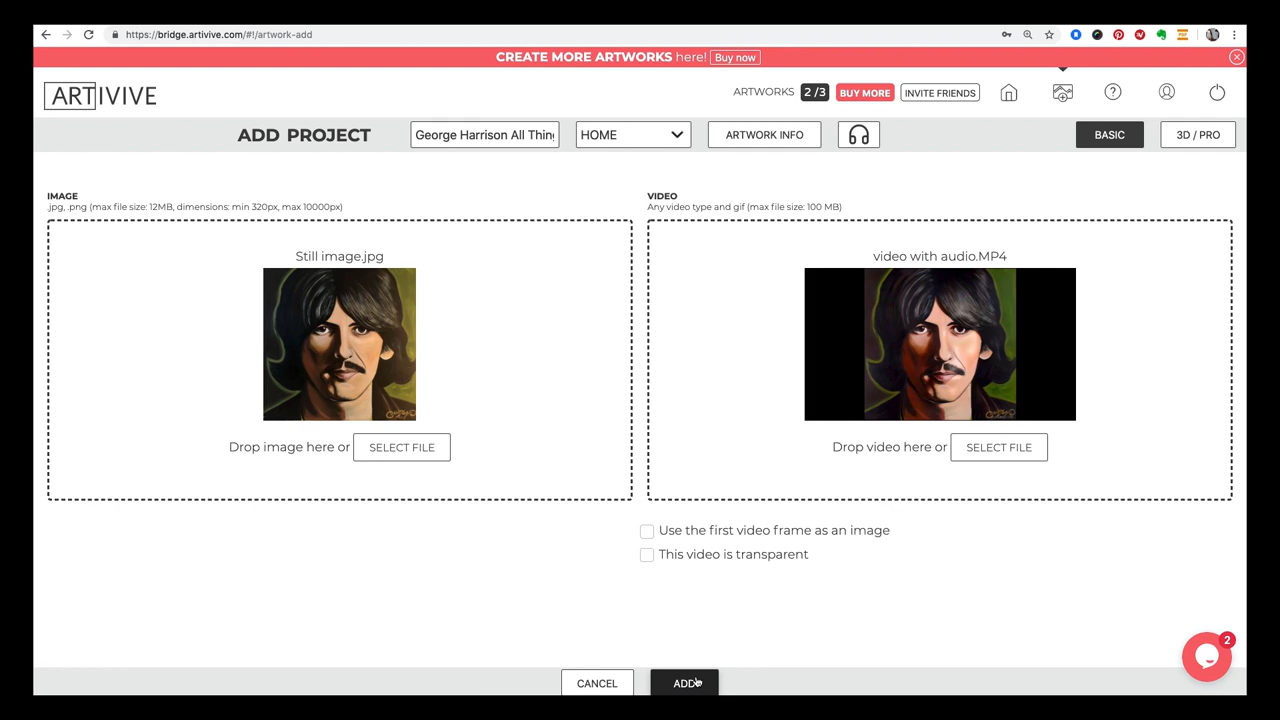 https://bridge.artivive.com/#!/artwork-add
CREATE MORE ARTWORKS here! Buy now
ARTIVIVE
ARTWORKS 2/3 BUY MORE INVITE FRIENDS
ADD PROJECT George Harrison All Thing HOME ARTWORK INFO BASIC 3D / PRO
IMAGE
.jpg, .png (max file size: 12MB, dimensions: min 320px, max 10000px)
Still image.jpg
Drop image here or SELECT FILE
VIDEO
Any video type and gif (max file size: 100 MB)
video with audio.MP4
Drop video here or SELECT FILE
Use the first video frame as an image
This video is transparent
2
CANCEL ADD